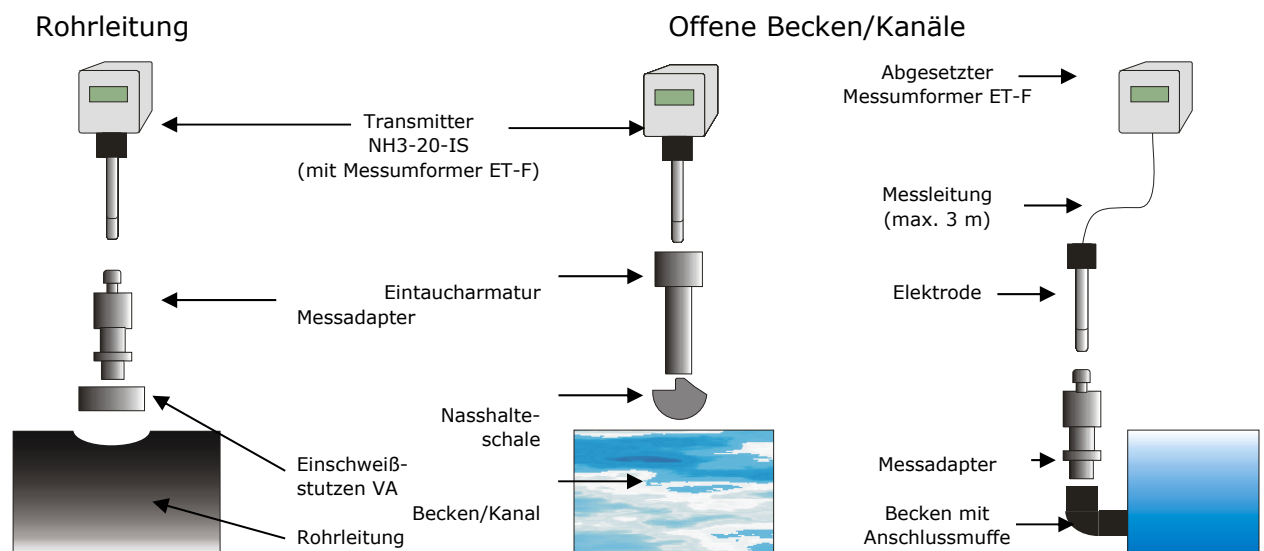 Rohrleitung
Offene Becken/Kanäle
Transmitter
NH3-20-IS
(mit Messumformer ET-F)
Abgesetzter
Messumformer ET-F
Messleitung
(max. 3 m)
Eintaucharmatur
Messadapter
Elektrode
Nasshalte-
schale
Einschweiß-
stutzen VA
Becken/Kanal
Rohrleitung
Messadapter
Becken mit
Anschlussmuffe